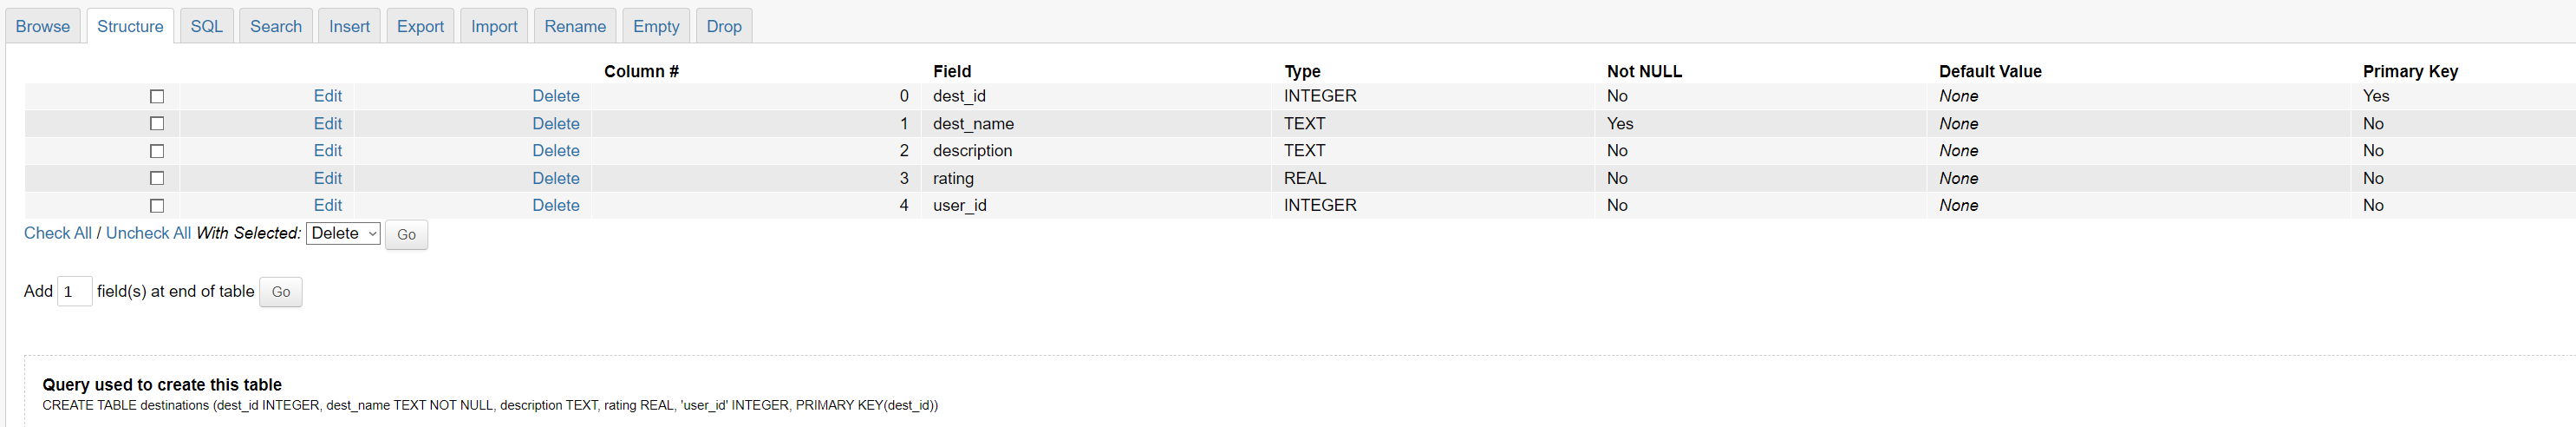 Browse Structure SQL Search Insert Export Import Rename Empty Drop
Column # Field Type Not NULL Default Value Primary Key
Edit Delete 0 dest_id INTEGER No None Yes
Edit Delete 1 dest_name TEXT Yes None No
Edit Delete 2 description TEXT No None No
Edit Delete 3 rating REAL No None No
Edit Delete 4 user_id INTEGER No None No
Check All / Uncheck All With Selected: Delete Go
Add 1 field(s) at end of table Go
Query used to create this table
CREATE TABLE destinations (dest_id INTEGER, dest_name TEXT NOT NULL, description TEXT, rating REAL, 'user_id' INTEGER, PRIMARY KEY(dest_id))